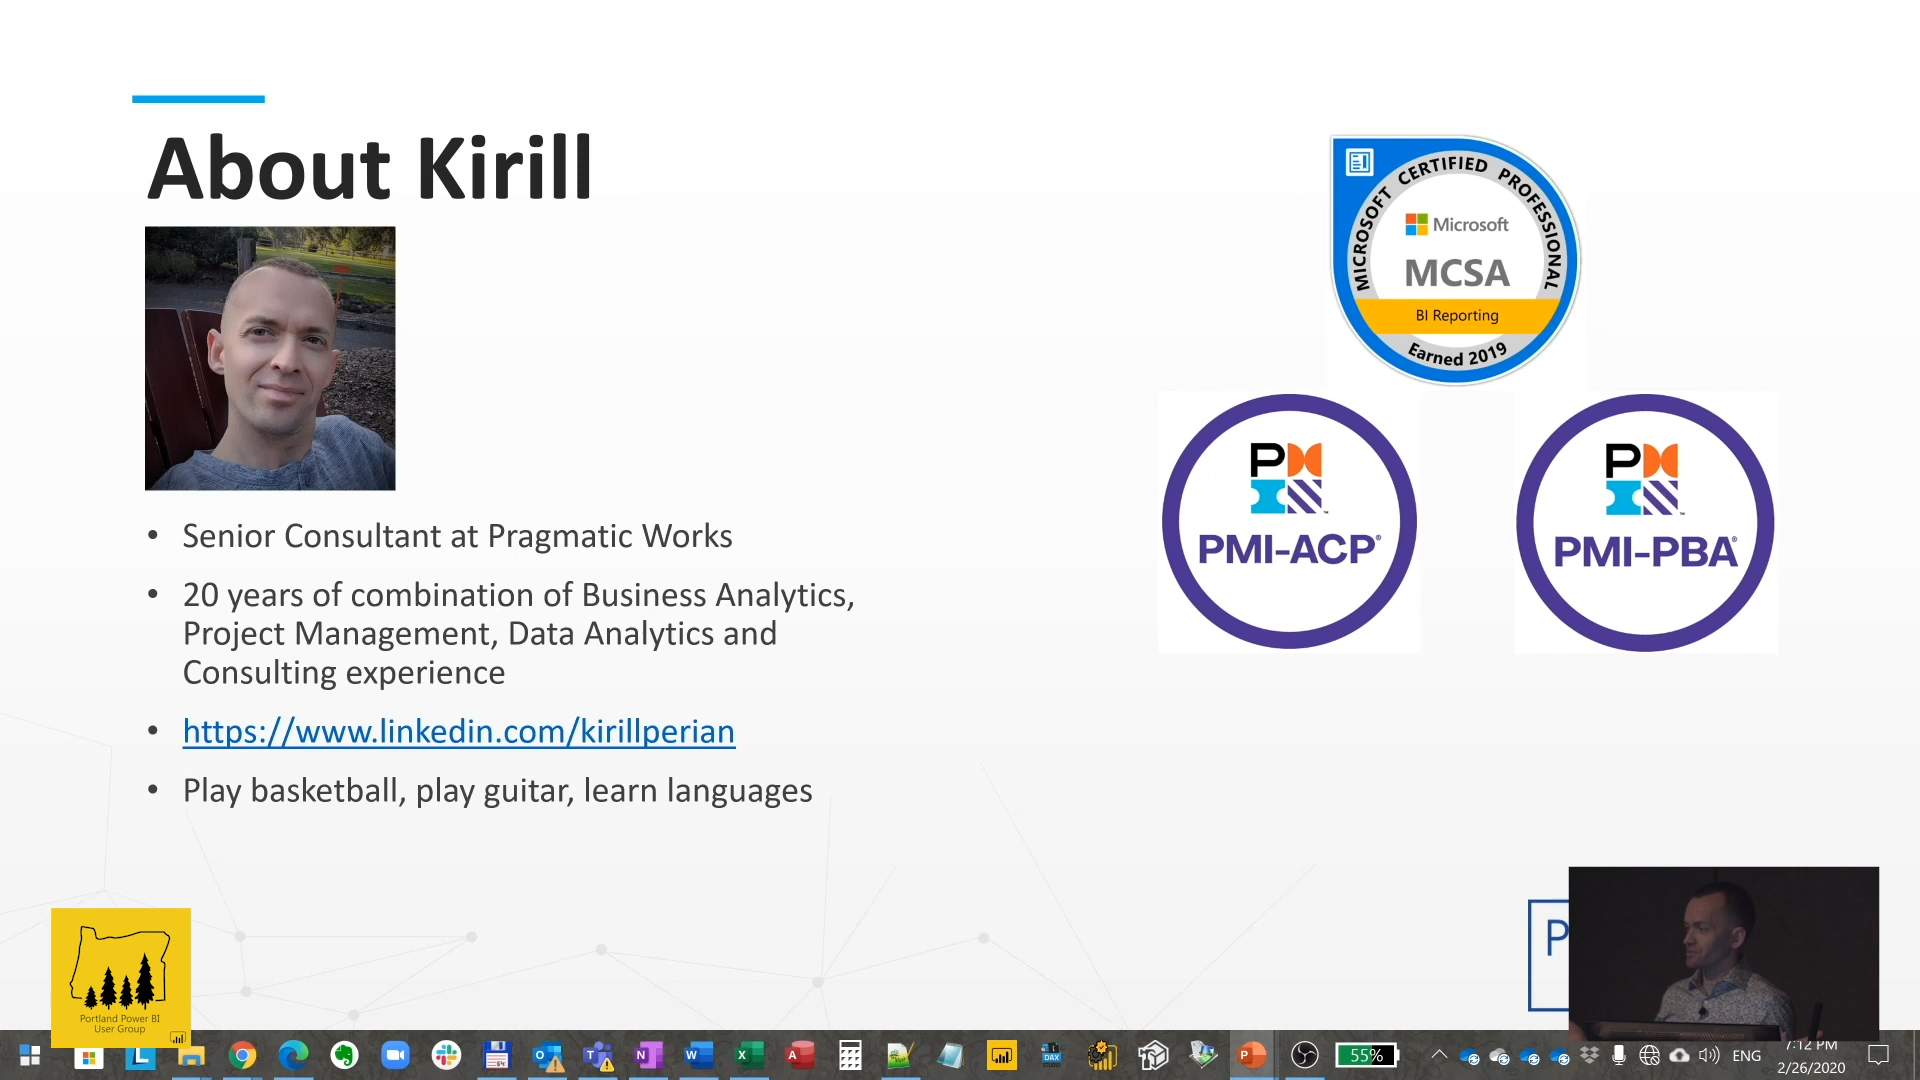 About Kirill
MICROSOFT CERTIFIED PROFESSIONAL
Microsoft
MCSA
BI Reporting
Earned 2019
PMI-ACP®
PMI-PBA®
• Senior Consultant at Pragmatic Works
• 20 years of combination of Business Analytics,
Project Management, Data Analytics and
Consulting experience
• https://www.linkedin.com/kirillperian
• Play basketball, play guitar, learn languages
Portland Power BI
User Group
P
55%
ENG
7:12 PM
2/26/2020